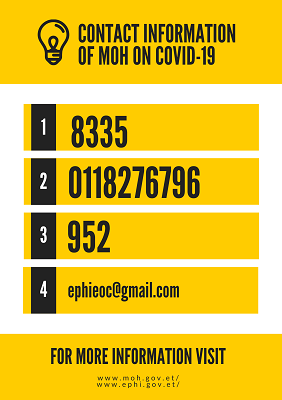 CONTACT INFORMATION
OF MOH ON COVID-19
1
8335
2
0118276796
3
952
4
ephieoc@gmail.com
FOR MORE INFORMATION VISIT
www.moh.gov.et/
www.ephi.gov.et/